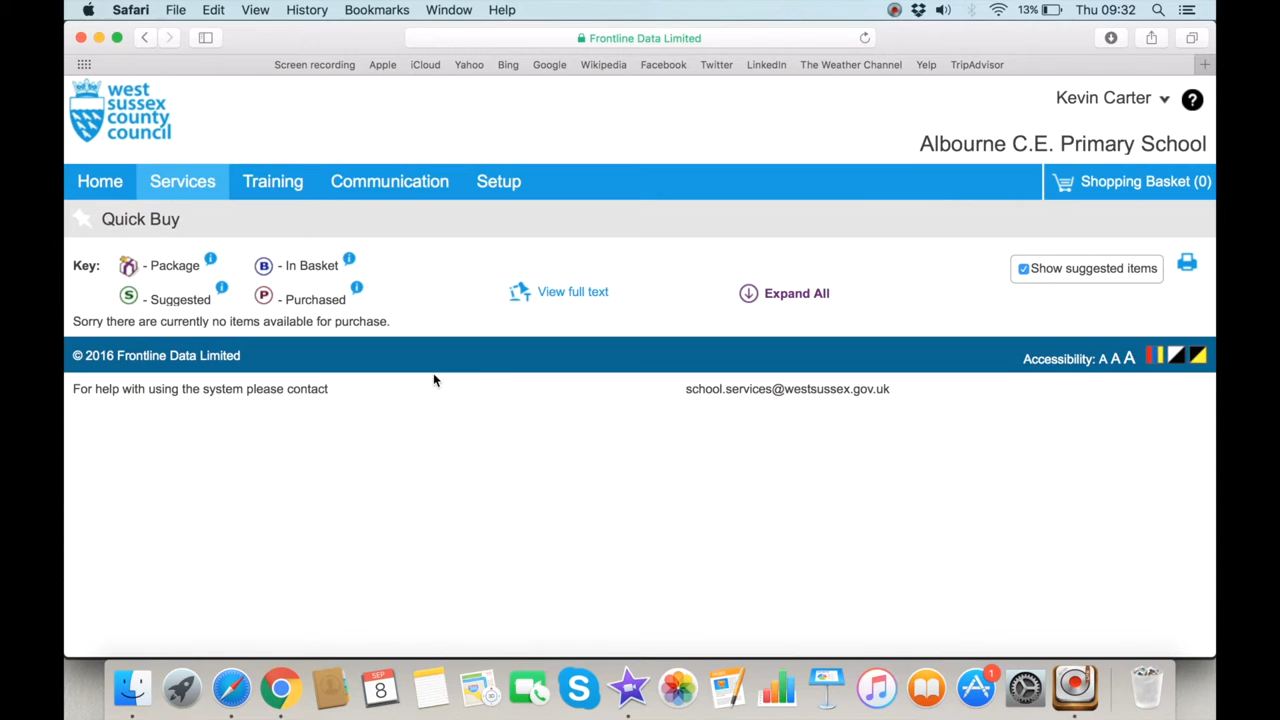 Safari File Edit View History Bookmarks Window Help 13% Thu 09:32
Frontline Data Limited
Screen recording Apple iCloud Yahoo Bing Google Wikipedia Facebook Twitter LinkedIn The Weather Channel Yelp TripAdvisor
west
sussex
county
council
Kevin Carter ?
Albourne C.E. Primary School
Home Services Training Communication Setup Shopping Basket (0)
Quick Buy
Key: - Package i B - In Basket i Show suggested items
S - Suggested i P - Purchased i View full text Expand All
Sorry there are currently no items available for purchase.
© 2016 Frontline Data Limited Accessibility: A A A
For help with using the system please contact school.services@westsussex.gov.uk
SEP
8
30
S
1